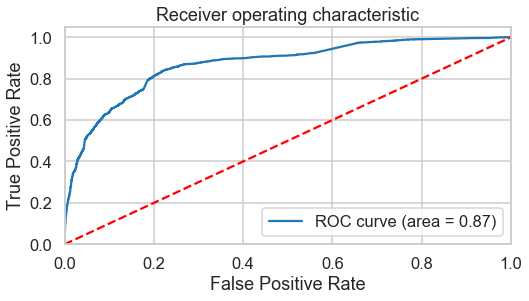 Receiver operating characteristic
True Positive Rate
1.0
0.8
0.6
0.4
0.2
0.0
ROC curve (area = 0.87)
0.0 0.2 0.4 0.6 0.8 1.0
False Positive Rate